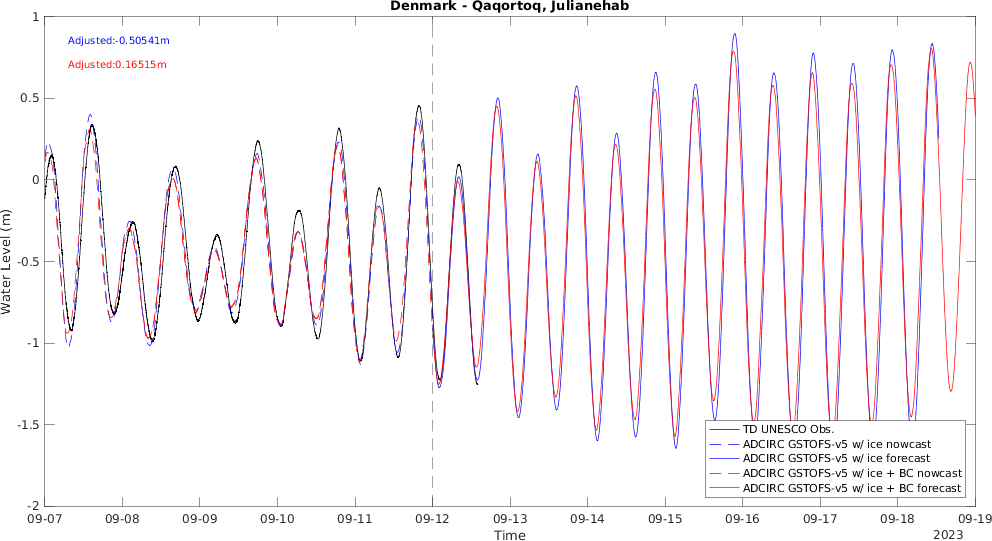 Denmark - Qaqortoq, Julianehab
Adjusted:-0.50541m
Adjusted:0.16515m
1
0.5
0
-0.5
-1
-1.5
-2
Water Level (m)
TD UNESCO Obs.
ADCIRC GSTOFS-v5 w/ ice nowcast
ADCIRC GSTOFS-v5 w/ ice forecast
ADCIRC GSTOFS-v5 w/ ice + BC nowcast
ADCIRC GSTOFS-v5 w/ ice + BC forecast
09-07 09-08 09-09 09-10 09-11 09-12 09-13 09-14 09-15 09-16 09-17 09-18 09-19
Time
2023